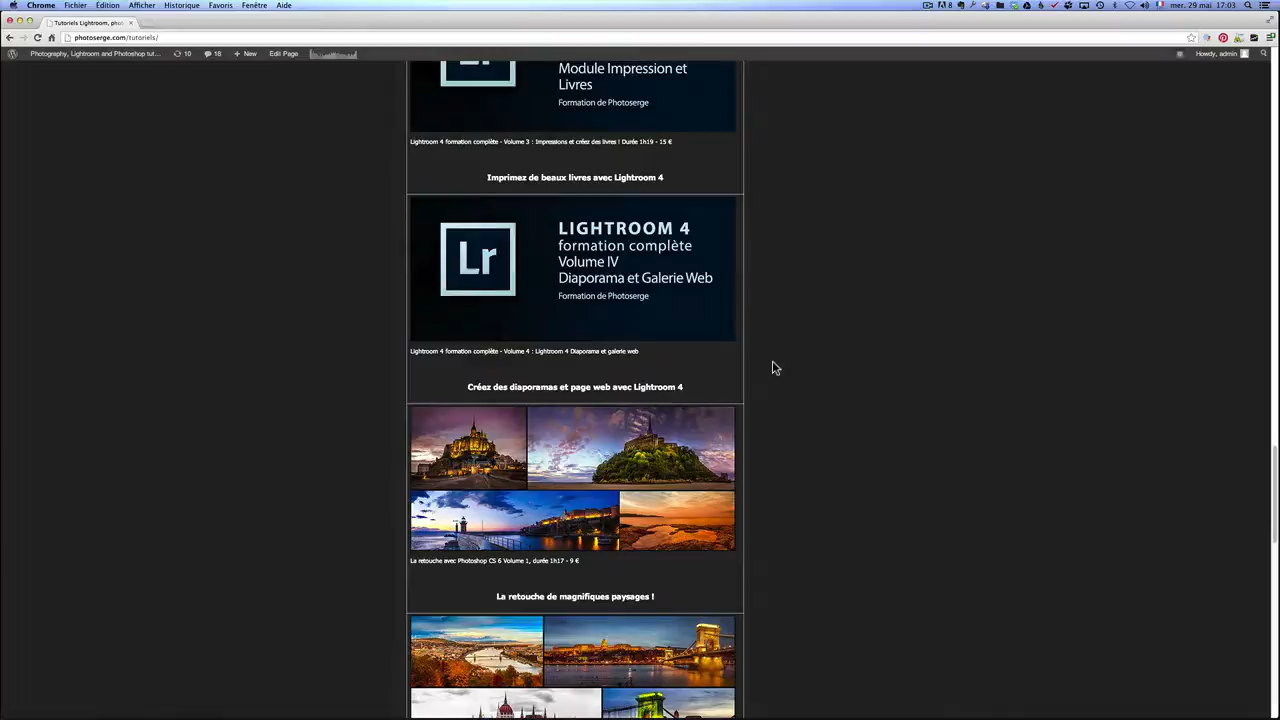 Chrome Fichier Édition Afficher Historique Favoris Fenêtre Aide
8 mer. 29 mai 17:03
Tutoriels Lightroom, pho
photoserge.com/tutoriels/
Photography, Lightroom and Photoshop tut... 10 18 + New Edit Page Howdy, admin
Lr
Module Impression et
Livres
Formation de Photoserge
Lightroom 4 formation complète - Volume 3 : Impressions et créez des livres ! Durée 1h19 - 15 €
Imprimez de beaux livres avec Lightroom 4
Lr
LIGHTROOM 4
formation complète
Volume IV
Diaporama et Galerie Web
Formation de Photoserge
Lightroom 4 formation complète - Volume 4 : Lightroom 4 Diaporama et galerie web
Créez des diaporamas et page web avec Lightroom 4
La retouche avec Photoshop CS 6 Volume 1, durée 1h17 - 9 €
La retouche de magnifiques paysages !